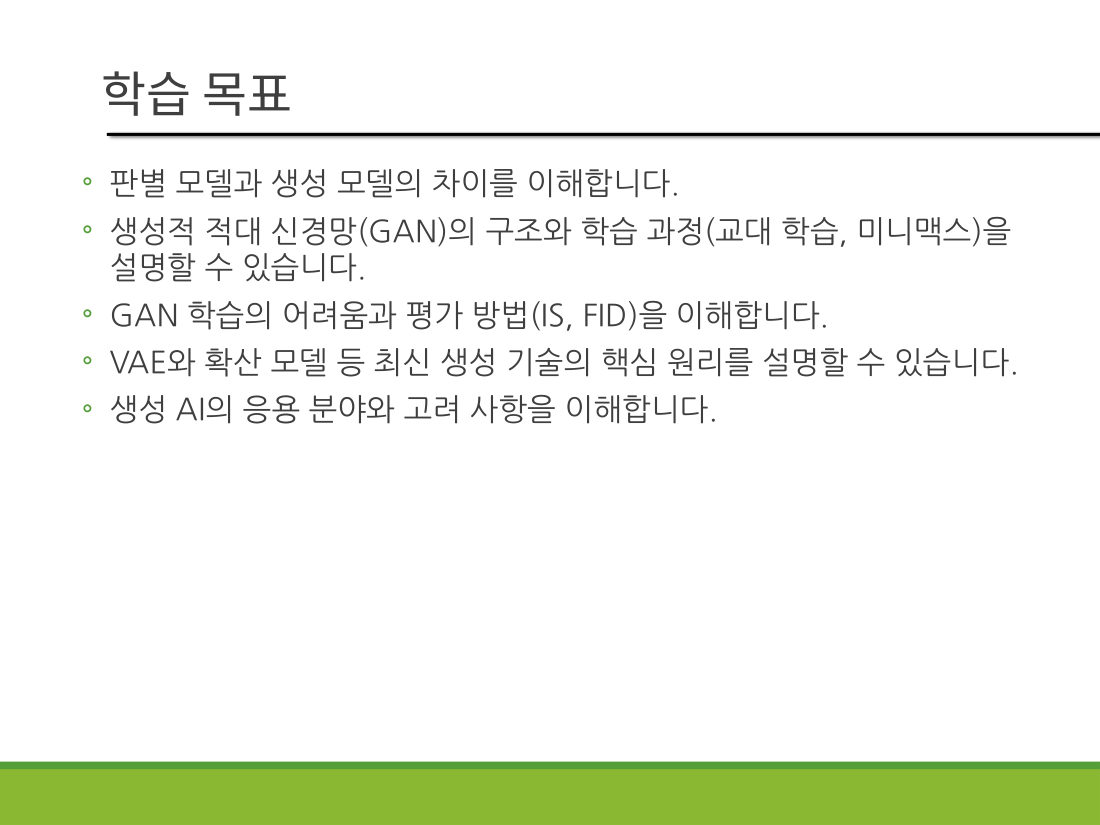 학습 목표
◦ 판별 모델과 생성 모델의 차이를 이해합니다.
◦ 생성적 적대 신경망(GAN)의 구조와 학습 과정(교대 학습, 미니맥스)을
설명할 수 있습니다.
◦ GAN 학습의 어려움과 평가 방법(IS, FID)을 이해합니다.
◦ VAE와 확산 모델 등 최신 생성 기술의 핵심 원리를 설명할 수 있습니다.
◦ 생성 AI의 응용 분야와 고려 사항을 이해합니다.